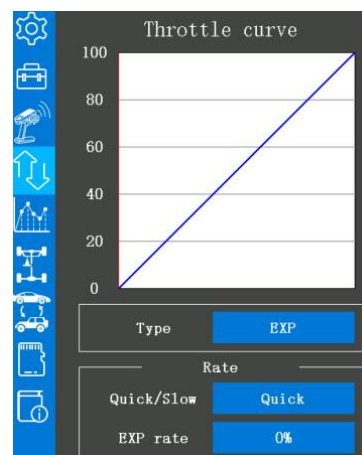 Throttle curve
100
80
60
40
20
0
Type EXP
Rate
Quick/Slow Quick
EXP rate 0%